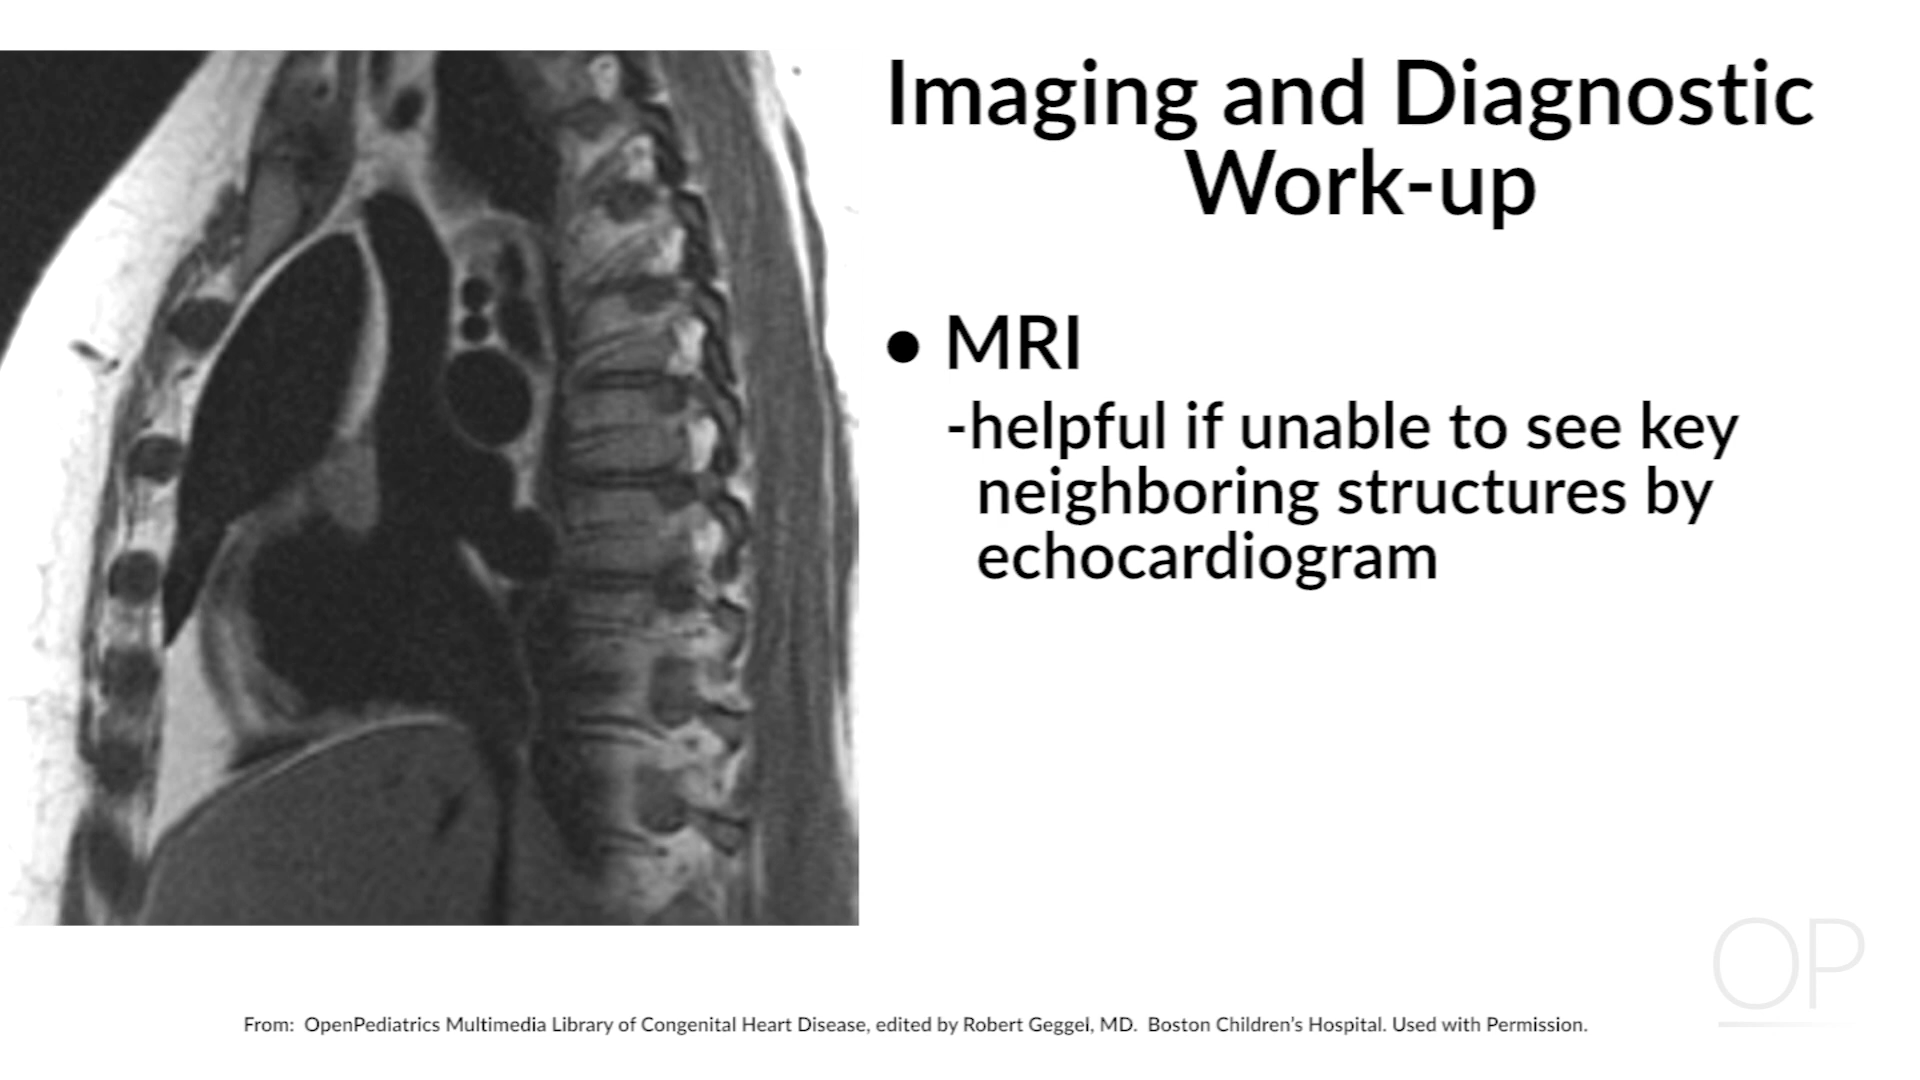 Imaging and Diagnostic
Work-up
• MRI
-helpful if unable to see key
neighboring structures by
echocardiogram
OP
From: OpenPediatrics Multimedia Library of Congenital Heart Disease, edited by Robert Geggel, MD. Boston Children's Hospital. Used with Permission.